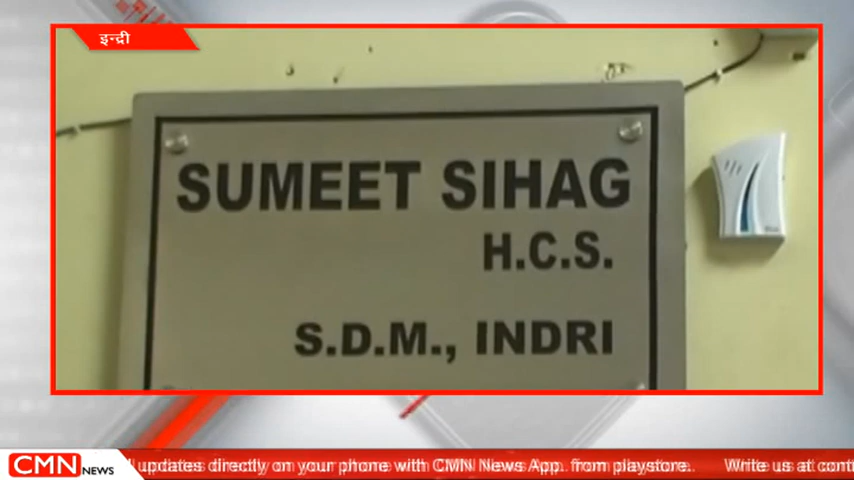 इन्द्री
SUMEET SIHAG
H.C.S.
S.D.M., INDRI
CMN NEWS
updates directly on your phone with CMN News App. from playstore. Write us at